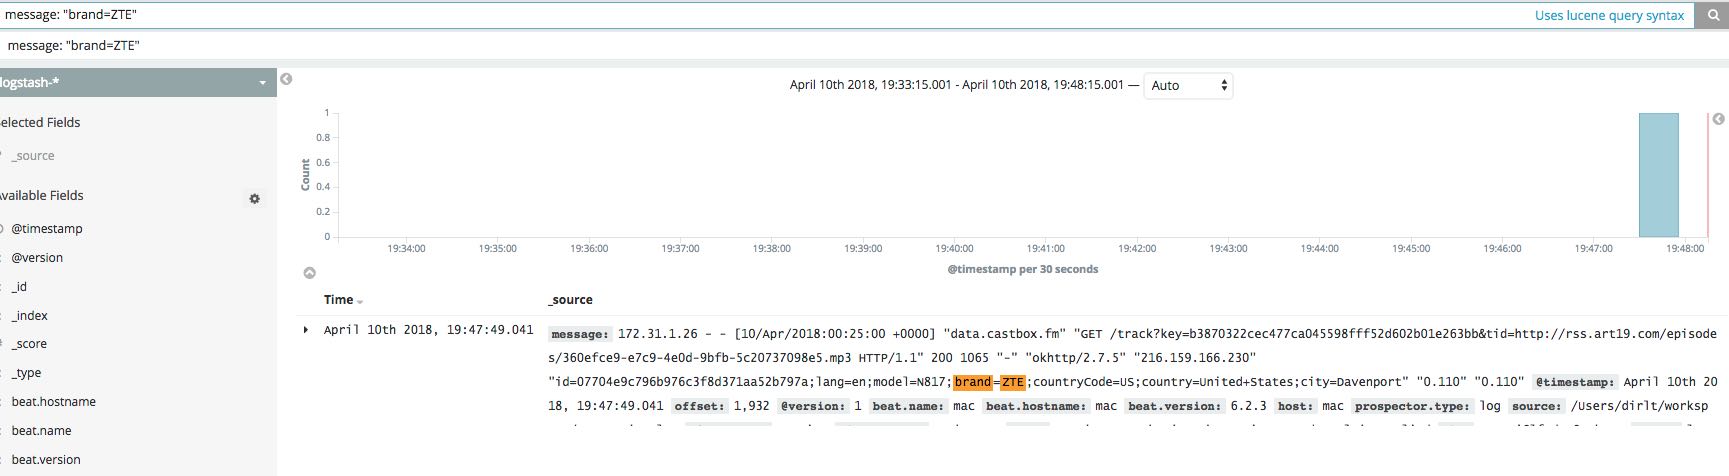 message: "brand=ZTE"
Uses lucene query syntax
message: "brand=ZTE"
logstash-*
April 10th 2018, 19:33:15.001 - April 10th 2018, 19:48:15.001 —
Auto
Selected Fields
_source
Available Fields
@timestamp
@version
_id
_index
_score
_type
beat.hostname
beat.name
beat.version
Count
1
0.8
0.6
0.4
0.2
0
19:34:00 19:35:00 19:36:00 19:37:00 19:38:00 19:39:00 19:40:00 19:41:00 19:42:00 19:43:00 19:44:00 19:45:00 19:46:00 19:47:00 19:48:00
@timestamp per 30 seconds
Time _source
April 10th 2018, 19:47:49.041
message: 172.31.1.26 - - [10/Apr/2018:00:25:00 +0000] "data.castbox.fm" "GET /track?key=b3870322cec477ca045598fff52d602b01e263bb&tid=http://rss.art19.com/episode
s/360efce9-e7c9-4e0d-9bfb-5c20737098e5.mp3 HTTP/1.1" 200 1065 "-" "okhttp/2.7.5" "216.159.166.230"
"id=07704e9c796b976c3f8d371aa52b797a;lang=en;model=N817;brand=ZTE;countryCode=US;country=United+States;city=Davenport" "0.110" "0.110" @timestamp: April 10th 20
18, 19:47:49.041 offset: 1,932 @version: 1 beat.name: mac beat.hostname: mac beat.version: 6.2.3 host: mac prospector.type: log source: /Users/dirlt/worksp